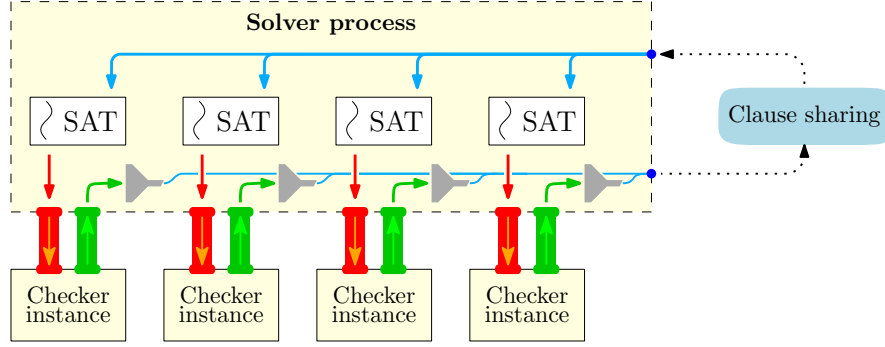 Solver process
SAT
SAT
SAT
SAT
Clause sharing
Checker
instance
Checker
instance
Checker
instance
Checker
instance